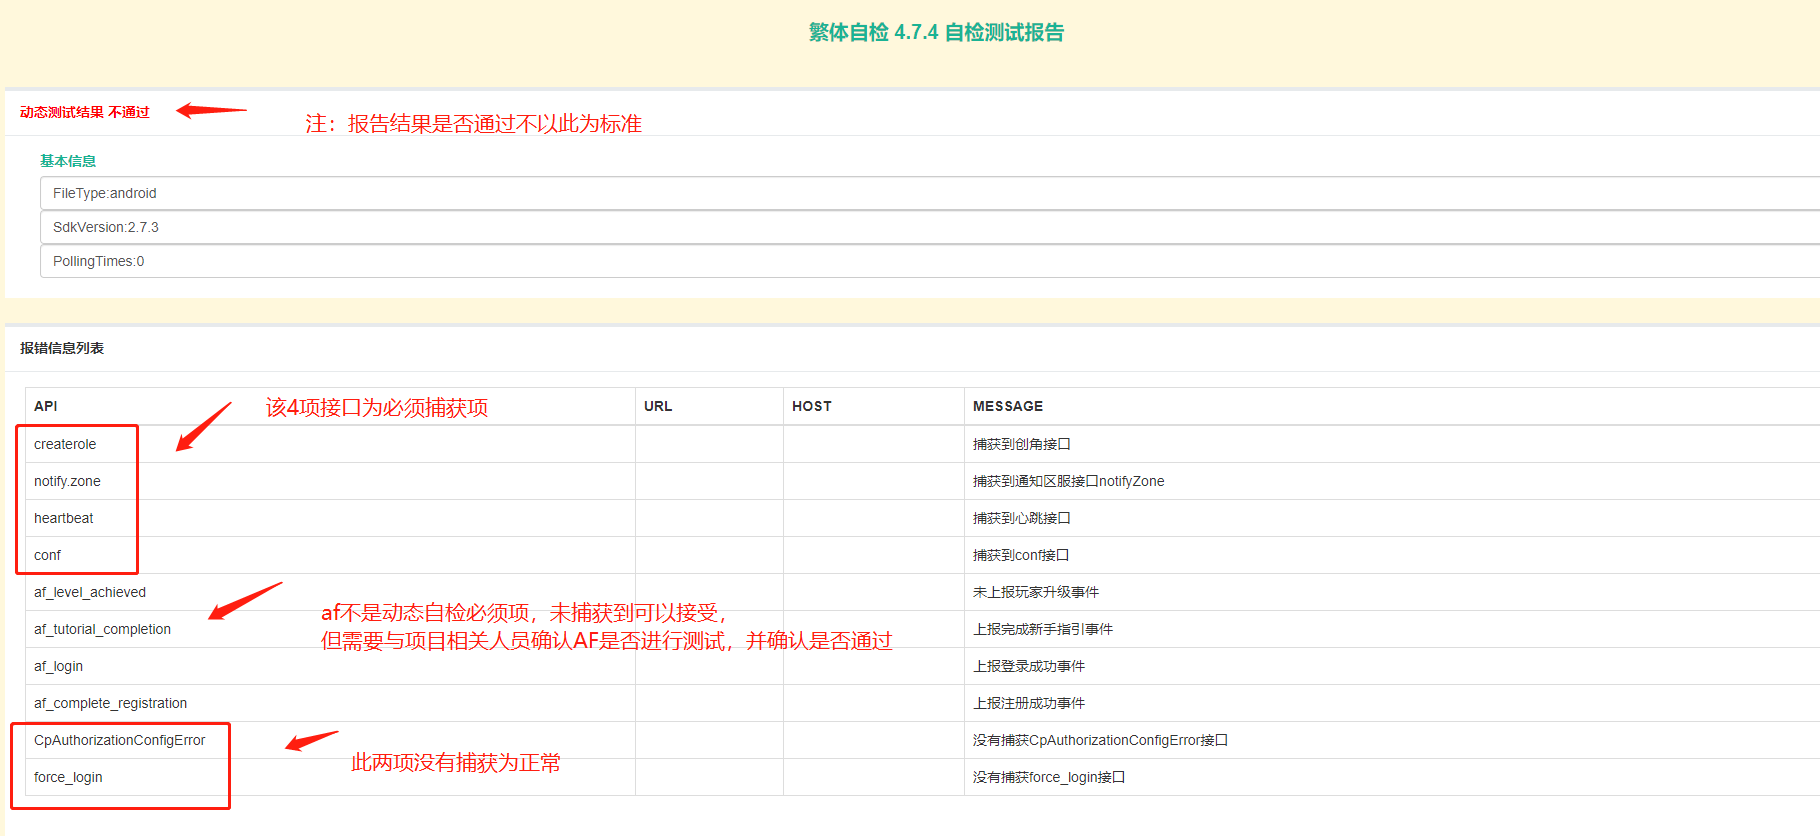 繁体自检 4.7.4 自检测试报告
动态测试结果 不通过
注：报告结果是否通过不以此为标准
基本信息
FileType:android
SdkVersion:2.7.3
PollingTimes:0
报错信息列表
API URL HOST MESSAGE
该4项接口为必须捕获项
createrole 捕获到创角接口
notify.zone 捕获到通知区服接口notifyZone
heartbeat 捕获到心跳接口
conf 捕获到conf接口
af_level_achieved 未上报玩家升级事件
af不是动态自检必须项，未捕获到可以接受，
af_tutorial_completion 上报完成新手指引事件
但需要与项目相关人员确认AF是否进行测试，并确认是否通过
af_login 上报登录成功事件
af_complete_registration 上报注册成功事件
CpAuthorizationConfigError 没有捕获CpAuthorizationConfigError接口
此两项没有捕获为正常
force_login 没有捕获force_login接口